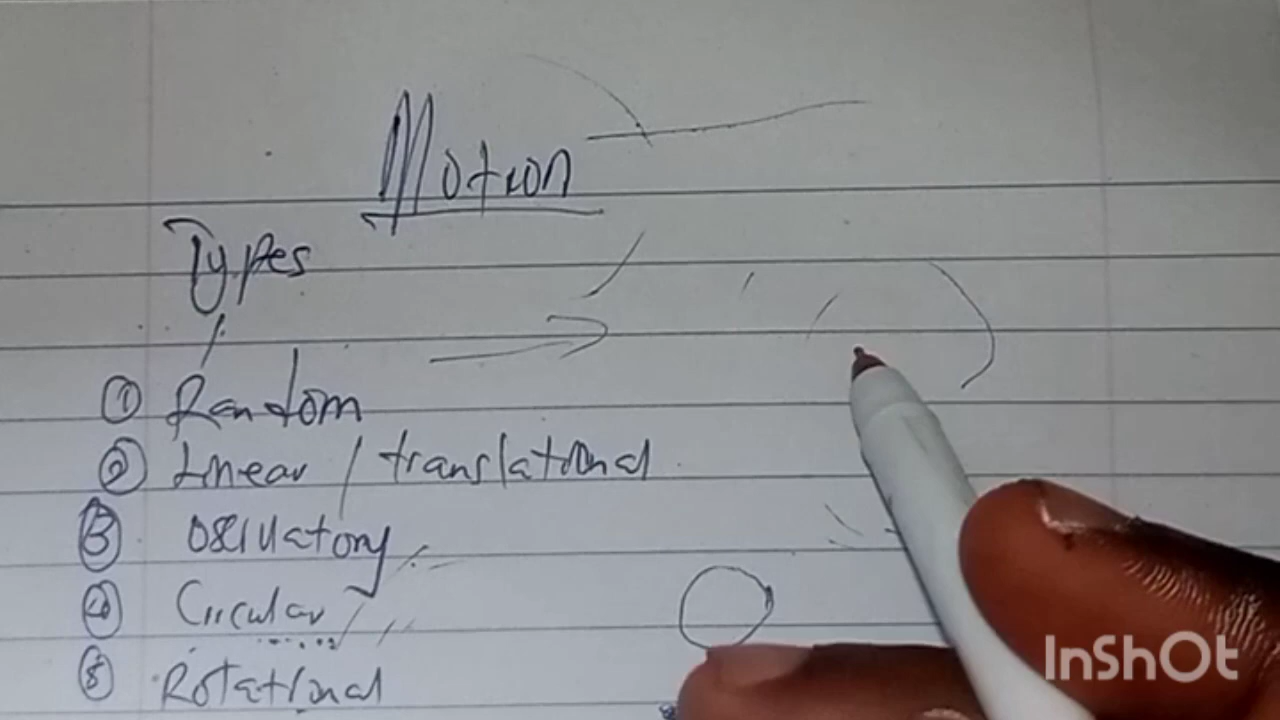 Motion
Types
① Random
② Linear / translational
③ Oscillatory
④ Circular
⑤ Rotational
InShOt